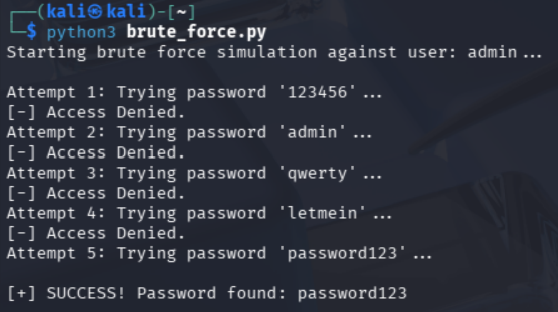 ┌──(kali㉿kali)-[~]
└─$ python3 brute_force.py
Starting brute force simulation against user: admin...
Attempt 1: Trying password '123456'...
[-] Access Denied.
Attempt 2: Trying password 'admin'...
[-] Access Denied.
Attempt 3: Trying password 'qwerty'...
[-] Access Denied.
Attempt 4: Trying password 'letmein'...
[-] Access Denied.
Attempt 5: Trying password 'password123'...
[+] SUCCESS! Password found: password123